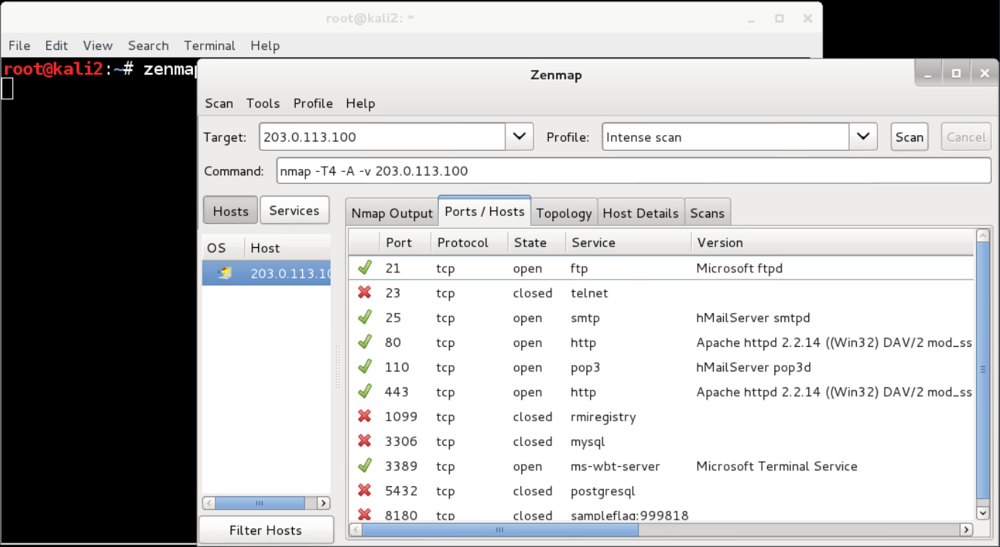 root@kali2: ~
File Edit View Search Terminal Help
root@kali2:~# zenmap
Zenmap
Scan Tools Profile Help
Target: 203.0.113.100 Profile: Intense scan Scan Cancel
Command: nmap -T4 -A -v 203.0.113.100
Hosts Services Nmap Output Ports / Hosts Topology Host Details Scans
OS Host
203.0.113.10
Port Protocol State Service Version
21 tcp open ftp Microsoft ftpd
23 tcp closed telnet
25 tcp open smtp hMailServer smtpd
80 tcp open http Apache httpd 2.2.14 ((Win32) DAV/2 mod_ss
110 tcp open pop3 hMailServer pop3d
443 tcp open http Apache httpd 2.2.14 ((Win32) DAV/2 mod_ss
1099 tcp closed rmiregistry
3306 tcp closed mysql
3389 tcp open ms-wbt-server Microsoft Terminal Service
5432 tcp closed postgresql
8180 tcp closed sampleflag:999818
Filter Hosts